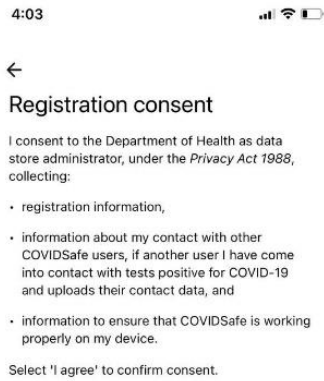 4:03
Registration consent
I consent to the Department of Health as data
store administrator, under the Privacy Act 1988,
collecting:
• registration information,
• information about my contact with other
COVIDSafe users, if another user I have come
into contact with tests positive for COVID-19
and uploads their contact data, and
• information to ensure that COVIDSafe is working
properly on my device.
Select 'I agree' to confirm consent.